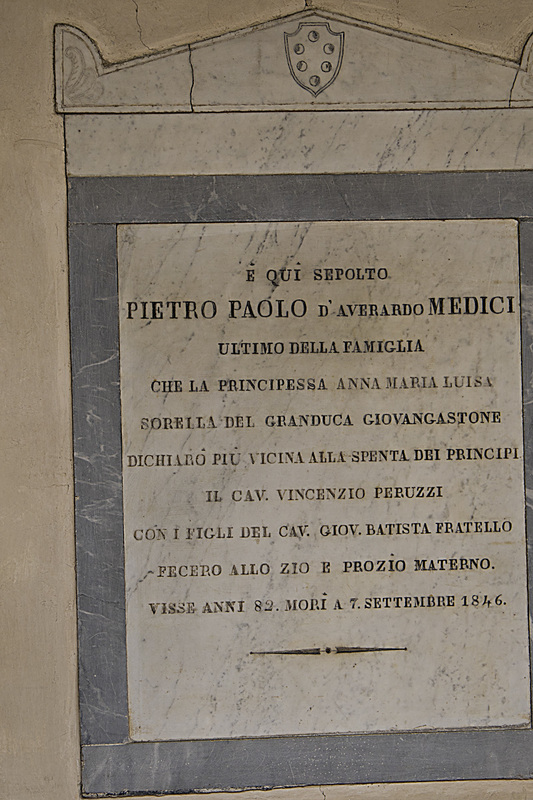 È QUÌ SEPOLTO
PIETRO PAOLO D'AVERARDO MEDICI
ULTIMO DELLA FAMIGLIA
CHE LA PRINCIPESSA ANNA MARIA LUISA
SORELLA DEL GRANDUCA GIOVANGASTONE
DICHIARÒ PIÙ VICINA ALLA SPENTA DEI PRINCIPI
IL CAV. VINCENZIO PERUZZI
CON I FIGLI DEL CAV. GIOV. BATISTA FRATELLO
FECERO ALLO ZIO E PROZIO MATERNO.
VISSE ANNI 82. MORÌ A 7. SETTEMBRE 1846.